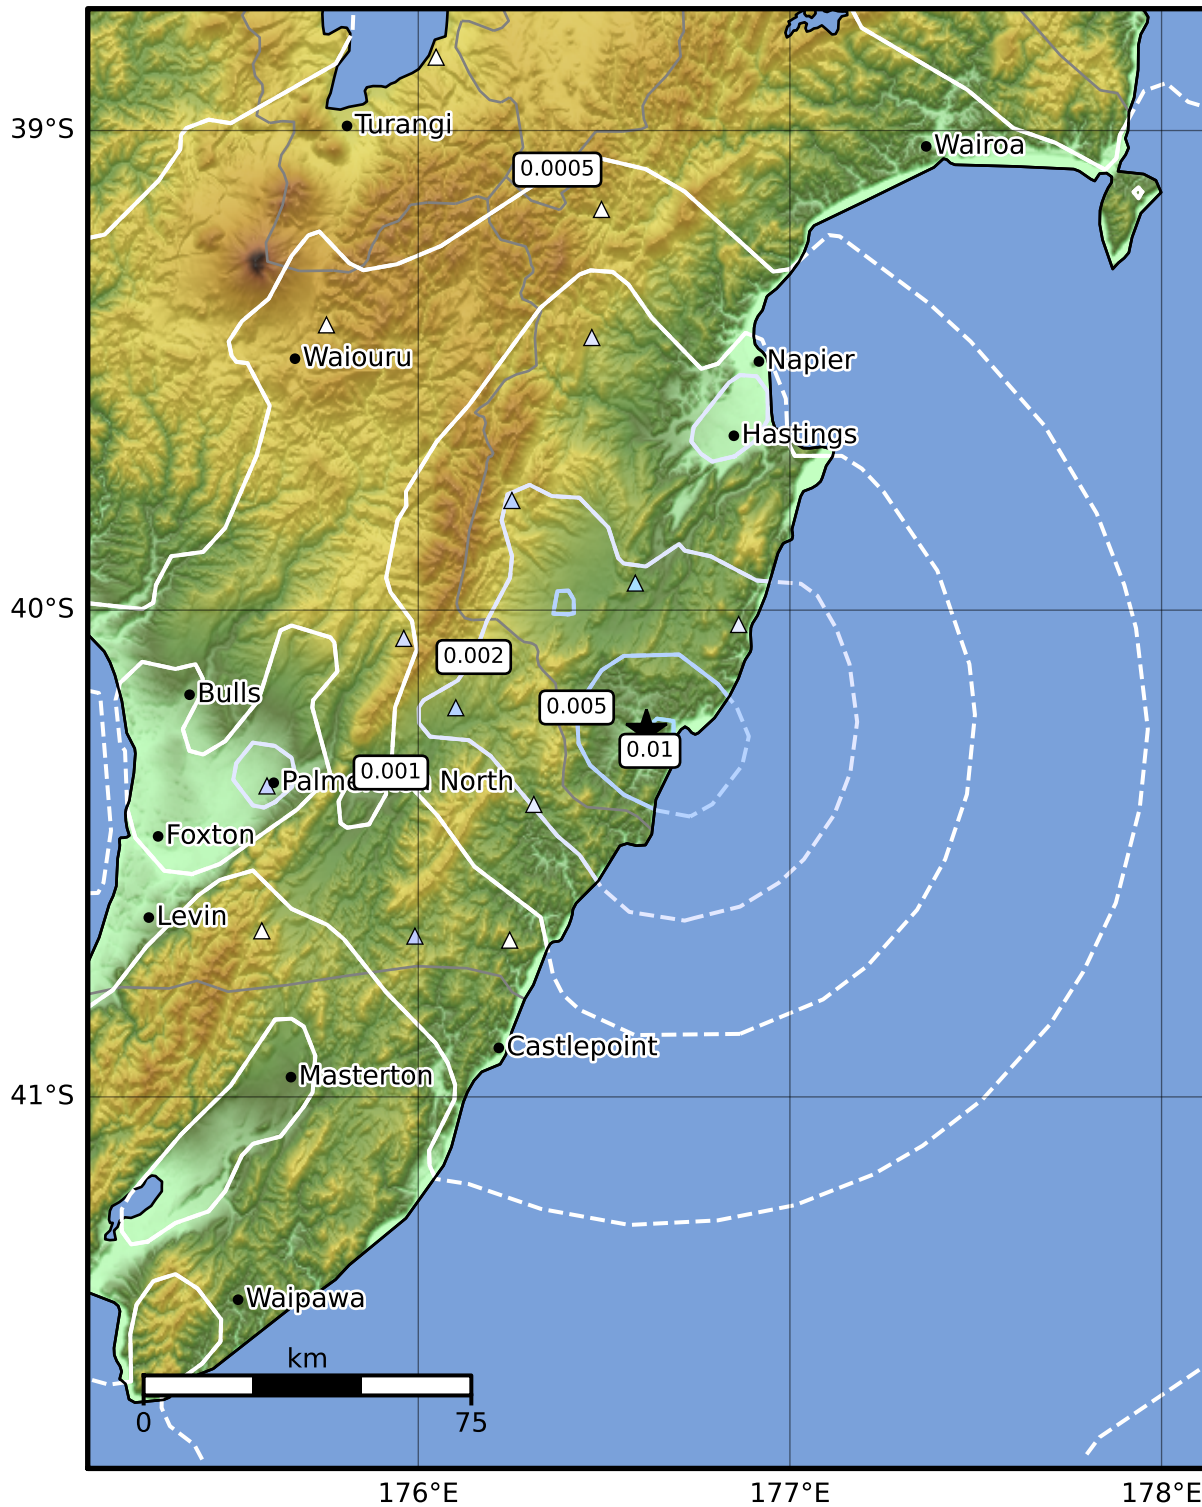 Turangi
39°S
Wairoa
0.0005
Waiouru
Napier
Hastings
40°S
0.002
Bulls
0.005
0.01
0.001
Palme North
Foxton
Levin
Castlepoint
Masterton
41°S
Waipawa
km
0 75
176°E 177°E 178°E